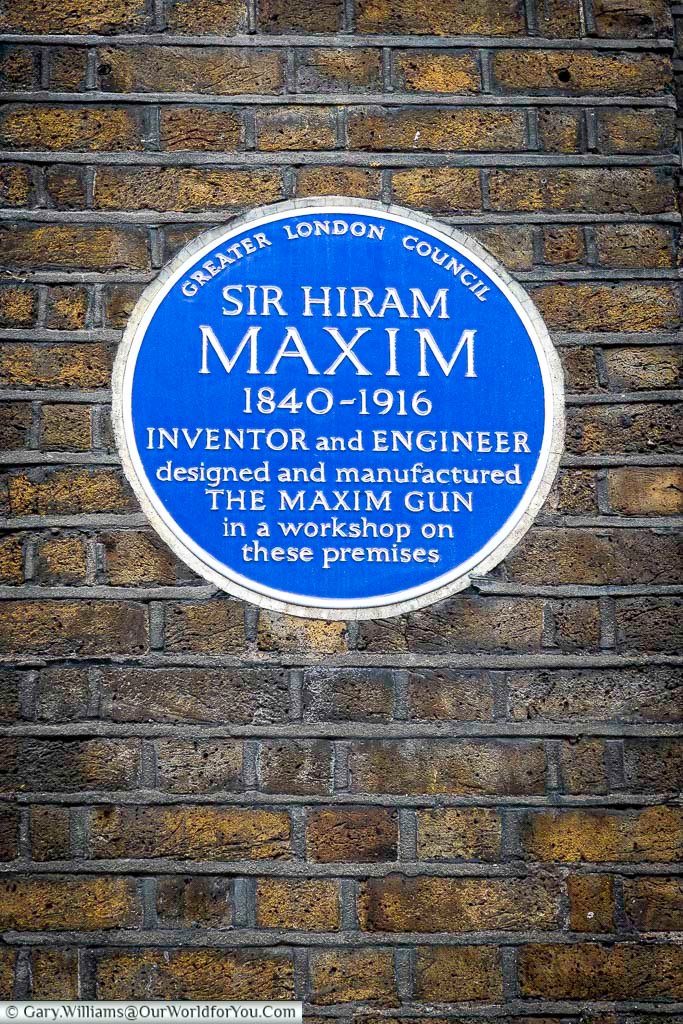 GREATER LONDON COUNCIL
SIR HIRAM
MAXIM
1840-1916
INVENTOR and ENGINEER
designed and manufactured
THE MAXIM GUN
in a workshop on
these premises
© Gary.Williams@OurWorldforYou.Com